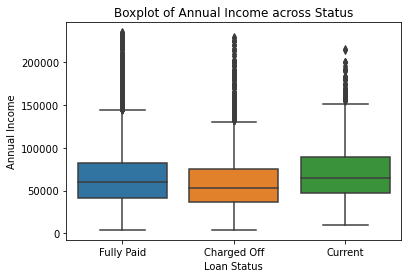 Boxplot of Annual Income across Status
Annual Income
200000
150000
100000
50000
0
Fully Paid
Charged Off
Current
Loan Status